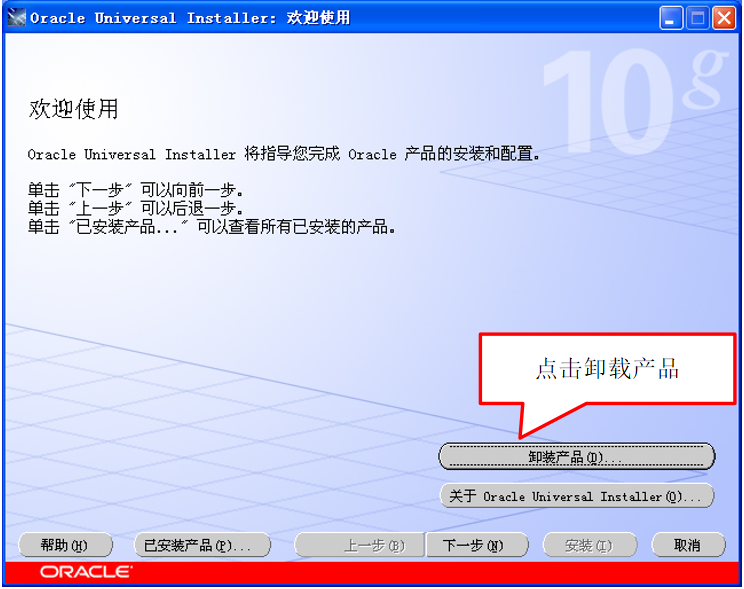 Oracle Universal Installer: 欢迎使用
10g
欢迎使用
Oracle Universal Installer 将指导您完成 Oracle 产品的安装和配置。
单击 "下一步" 可以向前一步。
单击 "上一步" 可以后退一步。
单击 "已安装产品..." 可以查看所有已安装的产品。
点击卸载产品
卸装产品(D)...
关于 Oracle Universal Installer(O)...
帮助(H) 已安装产品(P)... 上一步(B) 下一步(N) 安装(I) 取消
ORACLE